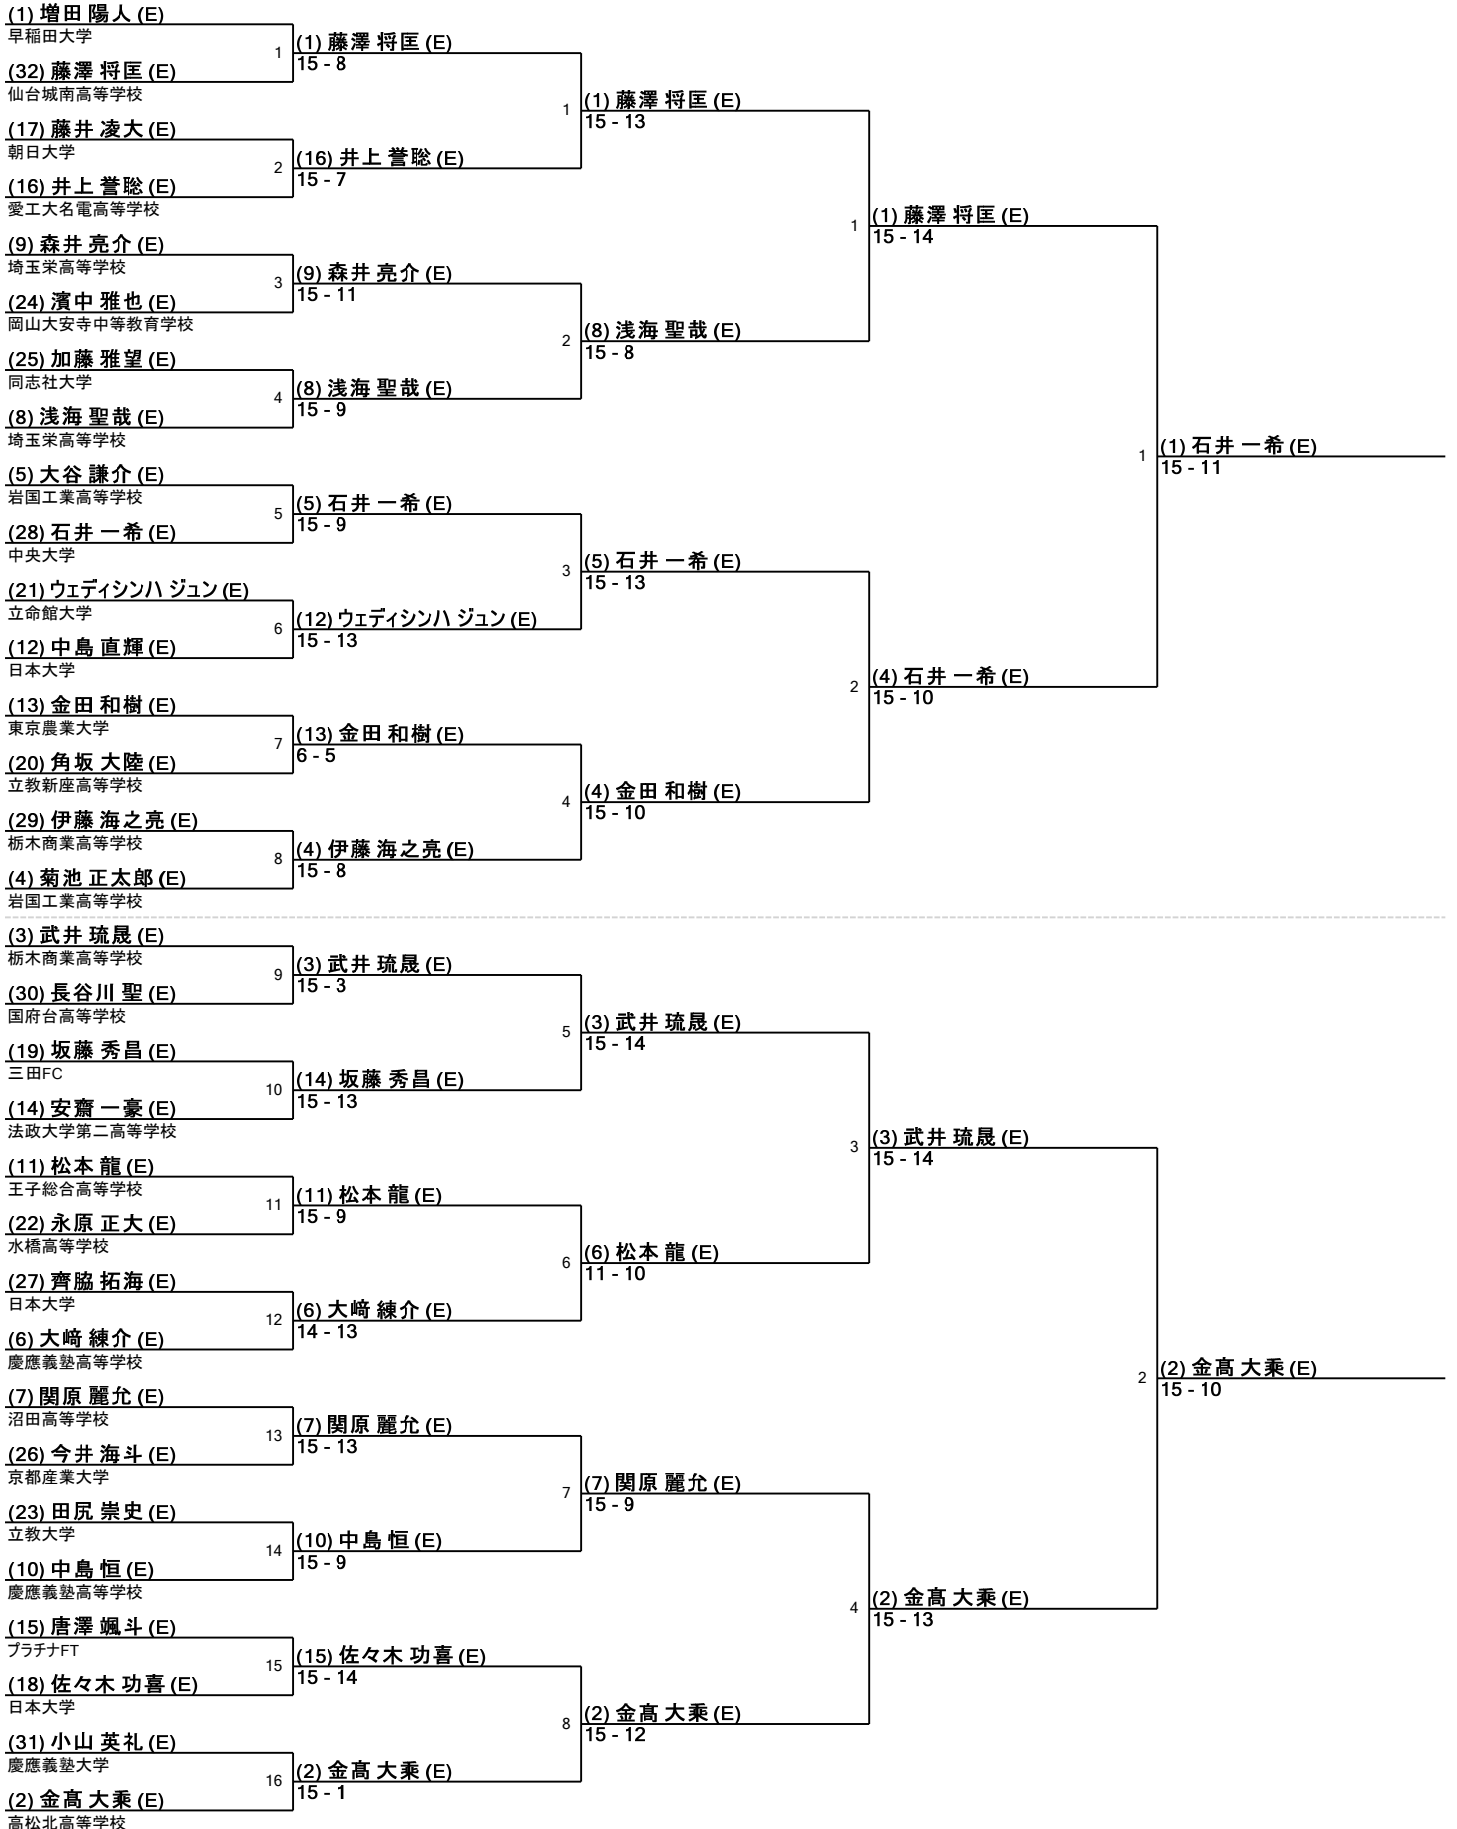 (1) 増田 陽人 (E)
早稲田大学
1
(1) 藤澤 将匡 (E)
15 - 8
(32) 藤澤 将匡 (E)
仙台城南高等学校
1
(1) 藤澤 将匡 (E)
15 - 13
(17) 藤井 凌大 (E)
朝日大学
2
(16) 井上 誉聡 (E)
15 - 7
(16) 井上 誉聡 (E)
愛工大名電高等学校
1
(1) 藤澤 将匡 (E)
15 - 14
(9) 森井 亮介 (E)
埼玉栄高等学校
3
(9) 森井 亮介 (E)
15 - 11
(24) 濱中 雅也 (E)
岡山大安寺中等教育学校
2
(8) 浅海 聖哉 (E)
15 - 8
(25) 加藤 雅望 (E)
同志社大学
4
(8) 浅海 聖哉 (E)
15 - 9
(8) 浅海 聖哉 (E)
埼玉栄高等学校
1
(1) 石井 一希 (E)
15 - 11
(5) 大谷 謙介 (E)
岩国工業高等学校
5
(5) 石井 一希 (E)
15 - 9
(28) 石井 一希 (E)
中央大学
3
(5) 石井 一希 (E)
15 - 13
(21) ウェディシンハ ジュン (E)
立命館大学
6
(12) ウェディシンハ ジュン (E)
15 - 13
(12) 中島 直輝 (E)
日本大学
2
(4) 石井 一希 (E)
15 - 10
(13) 金田 和樹 (E)
東京農業大学
7
(13) 金田 和樹 (E)
6 - 5
(20) 角坂 大陸 (E)
立教新座高等学校
4
(4) 金田 和樹 (E)
15 - 10
(29) 伊藤 海之亮 (E)
栃木商業高等学校
8
(4) 伊藤 海之亮 (E)
15 - 8
(4) 菊池 正太郎 (E)
岩国工業高等学校
(3) 武井 琉晟 (E)
栃木商業高等学校
9
(3) 武井 琉晟 (E)
15 - 3
(30) 長谷川 聖 (E)
国府台高等学校
5
(3) 武井 琉晟 (E)
15 - 14
(19) 坂藤 秀昌 (E)
三田FC
10
(14) 坂藤 秀昌 (E)
15 - 13
(14) 安齋 一豪 (E)
法政大学第二高等学校
3
(3) 武井 琉晟 (E)
15 - 14
(11) 松本 龍 (E)
王子総合高等学校
11
(11) 松本 龍 (E)
15 - 9
(22) 永原 正大 (E)
水橋高等学校
6
(6) 松本 龍 (E)
11 - 10
(27) 齊脇 拓海 (E)
日本大学
12
(6) 大﨑 練介 (E)
14 - 13
(6) 大﨑 練介 (E)
慶應義塾高等学校
2
(2) 金髙 大乘 (E)
15 - 10
(7) 関原 麗允 (E)
沼田高等学校
13
(7) 関原 麗允 (E)
15 - 13
(26) 今井 海斗 (E)
京都産業大学
7
(7) 関原 麗允 (E)
15 - 9
(23) 田尻 崇史 (E)
立教大学
14
(10) 中島 恒 (E)
15 - 9
(10) 中島 恒 (E)
慶應義塾高等学校
4
(2) 金髙 大乘 (E)
15 - 13
(15) 唐澤 颯斗 (E)
プラチナFT
15
(15) 佐々木 功喜 (E)
15 - 14
(18) 佐々木 功喜 (E)
日本大学
8
(2) 金髙 大乘 (E)
15 - 12
(31) 小山 英礼 (E)
慶應義塾大学
16
(2) 金髙 大乘 (E)
15 - 1
(2) 金髙 大乘 (E)
高松北高等学校